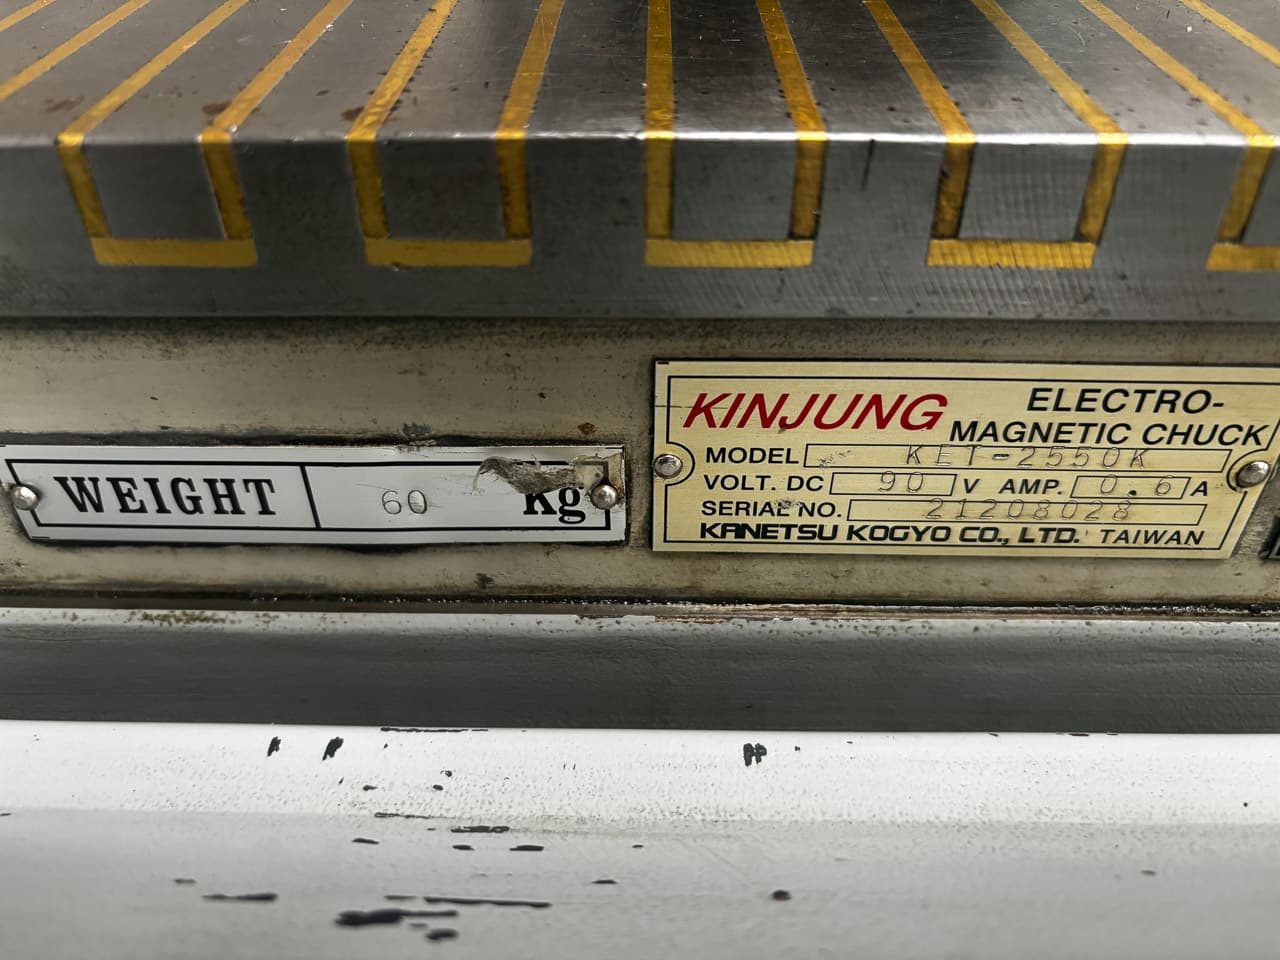 WEIGHT 60 Kg
KINJUNG ELECTRO-
MAGNETIC CHUCK
MODEL KET-2550K
VOLT. DC 90 V AMP. 0.6 A
SERIAL NO. 21208028
KANETSU KOGYO CO., LTD. TAIWAN